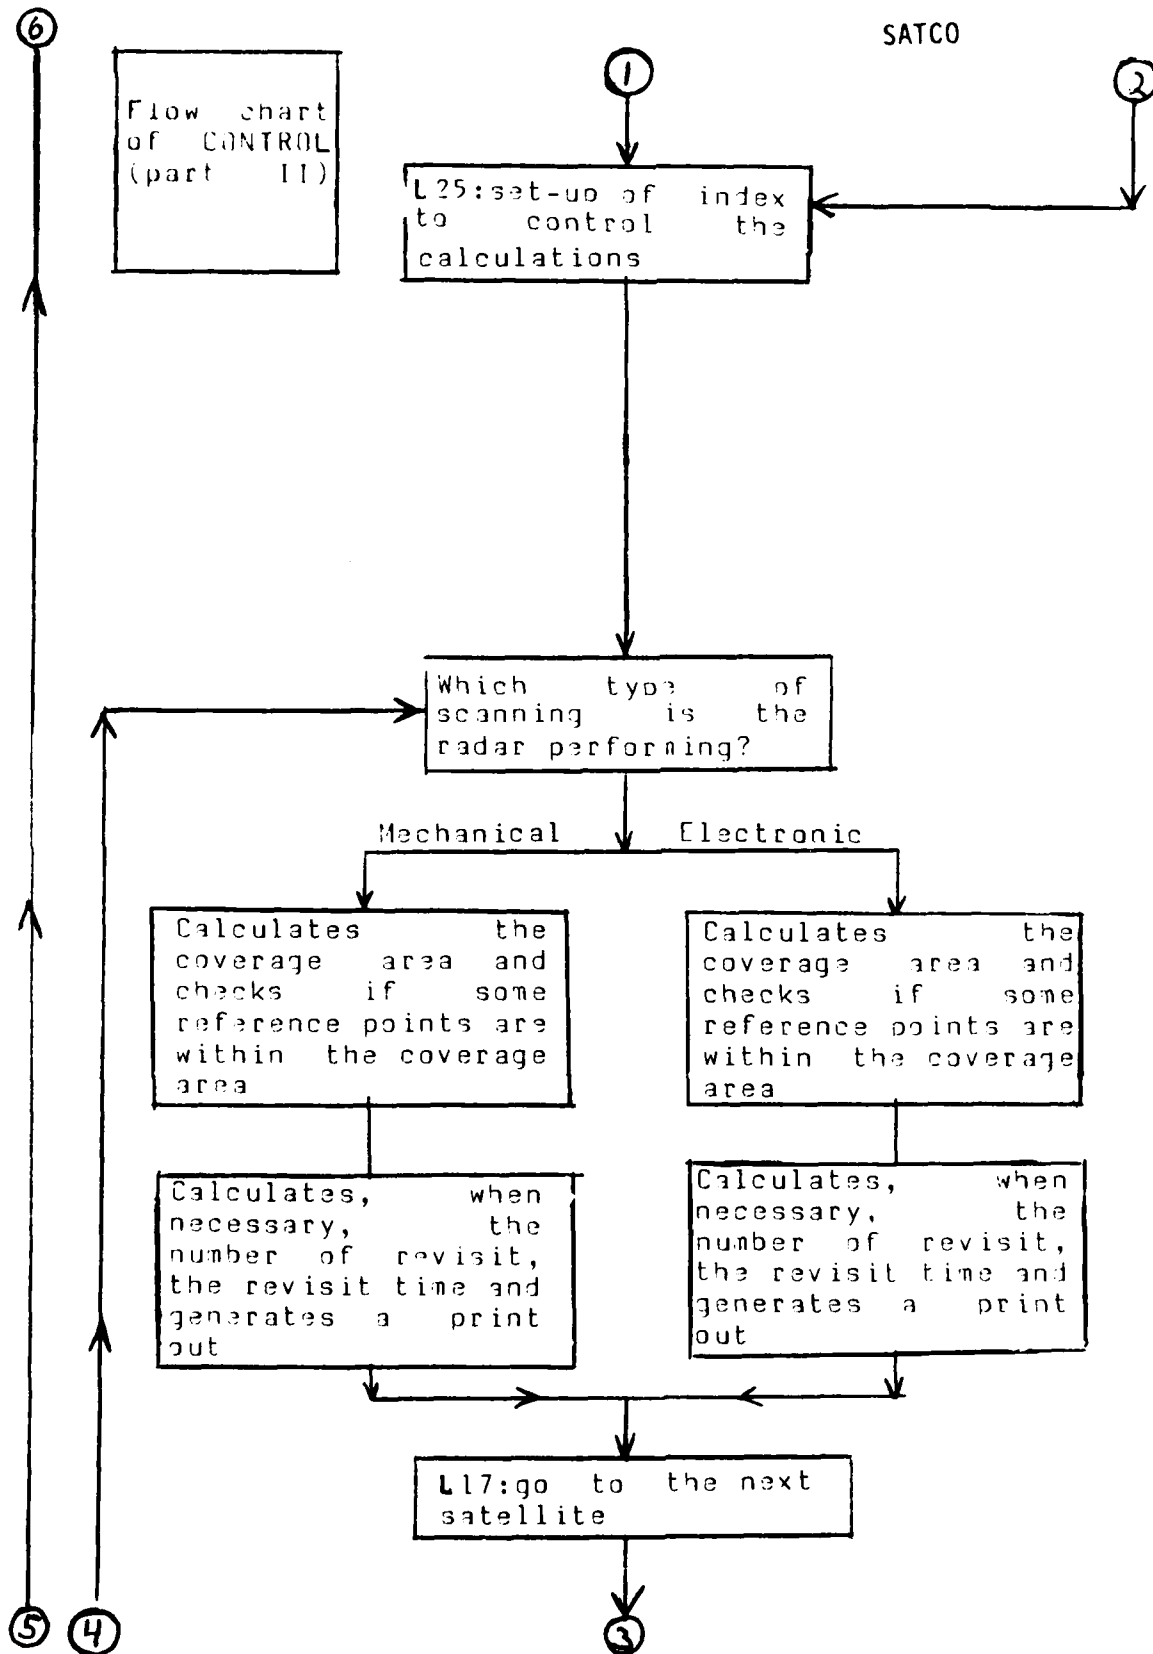 6
SATCO
1
2
Flow chart
of CONTROL
(part II)
L25:set-up of index
to control the
calculations
Which type of
scanning is the
radar performing?
Mechanical Electronic
Calculates the
coverage area and
checks if some
reference points are
within the coverage
area
Calculates the
coverage area and
checks if some
reference points are
within the coverage
area
Calculates, when
necessary, the
number of revisit,
the revisit time and
generates a print
out
Calculates, when
necessary, the
number of revisit,
the revisit time and
generates a print
out
L17:go to the next
satellite
5
4
3